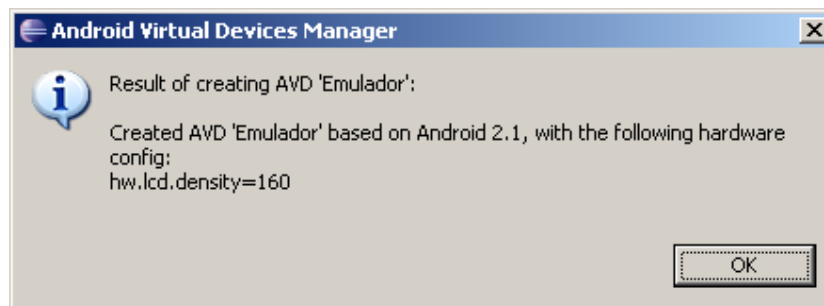 Android Virtual Devices Manager
Result of creating AVD 'Emulador':
Created AVD 'Emulador' based on Android 2.1, with the following hardware
config:
hw.lcd.density=160
OK